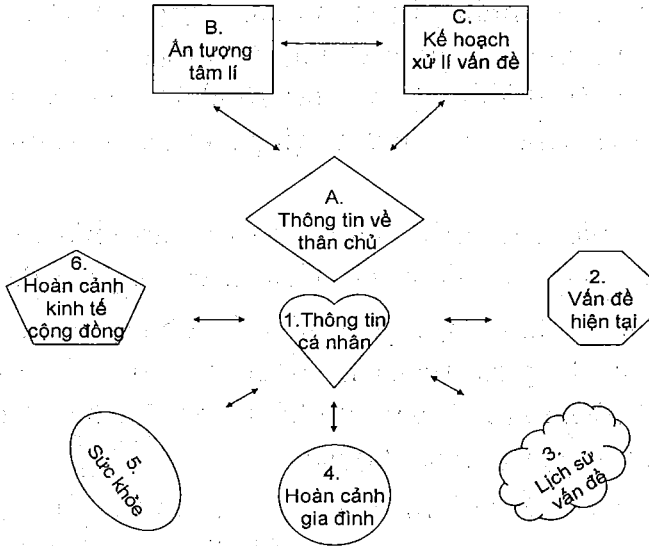 B.
Ấn tượng
tâm lí
C.
Kế hoạch
xử lí vấn đề
A.
Thông tin về
thân chủ
6.
Hoàn cảnh
kinh tế
cộng đồng
1.Thông tin
cá nhân
2.
Vấn đề
hiện tại
5.
Sức khỏe
4.
Hoàn cảnh
gia đình
3.
Lịch sử
vấn đề